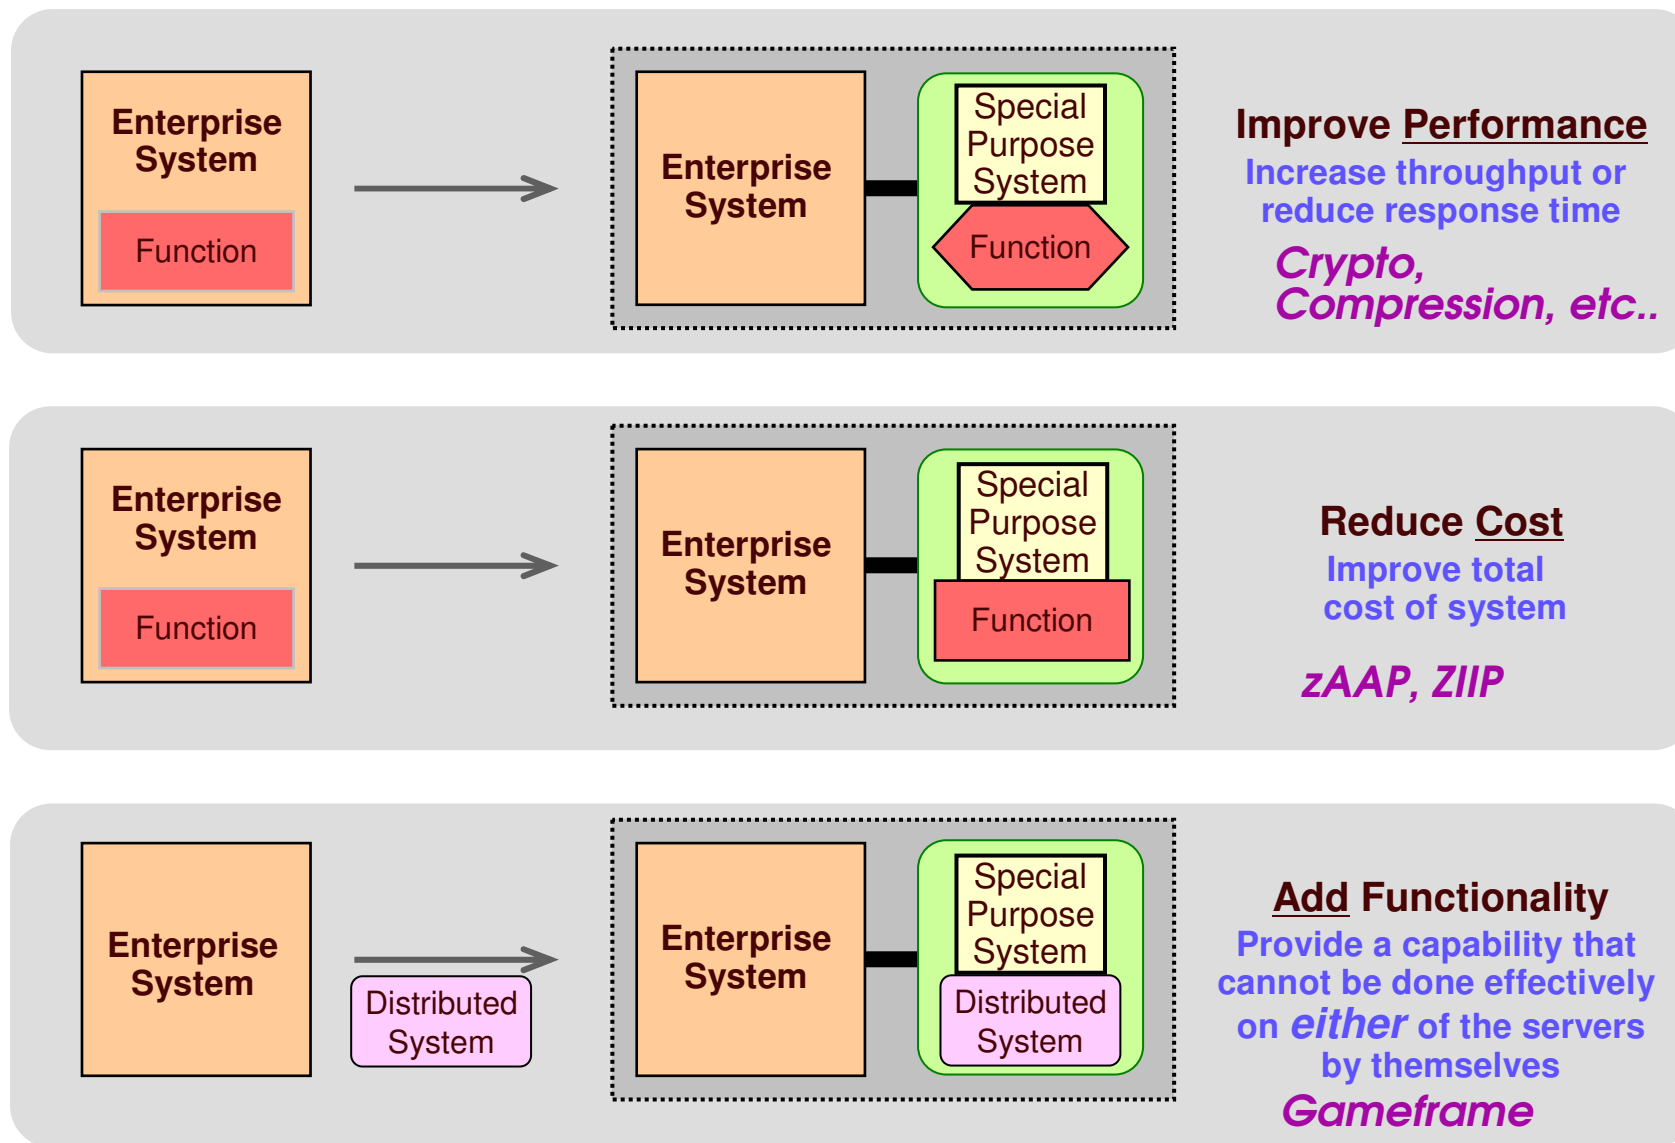 Enterprise
System
Function
Enterprise
System
Special
Purpose
System
Function
Improve Performance
Increase throughput or
reduce response time
Crypto,
Compression, etc..
Enterprise
System
Function
Enterprise
System
Special
Purpose
System
Function
Reduce Cost
Improve total
cost of system
zAAP, ZIIP
Enterprise
System
Distributed
System
Enterprise
System
Special
Purpose
System
Distributed
System
Add Functionality
Provide a capability that
cannot be done effectively
on either of the servers
by themselves
Gameframe